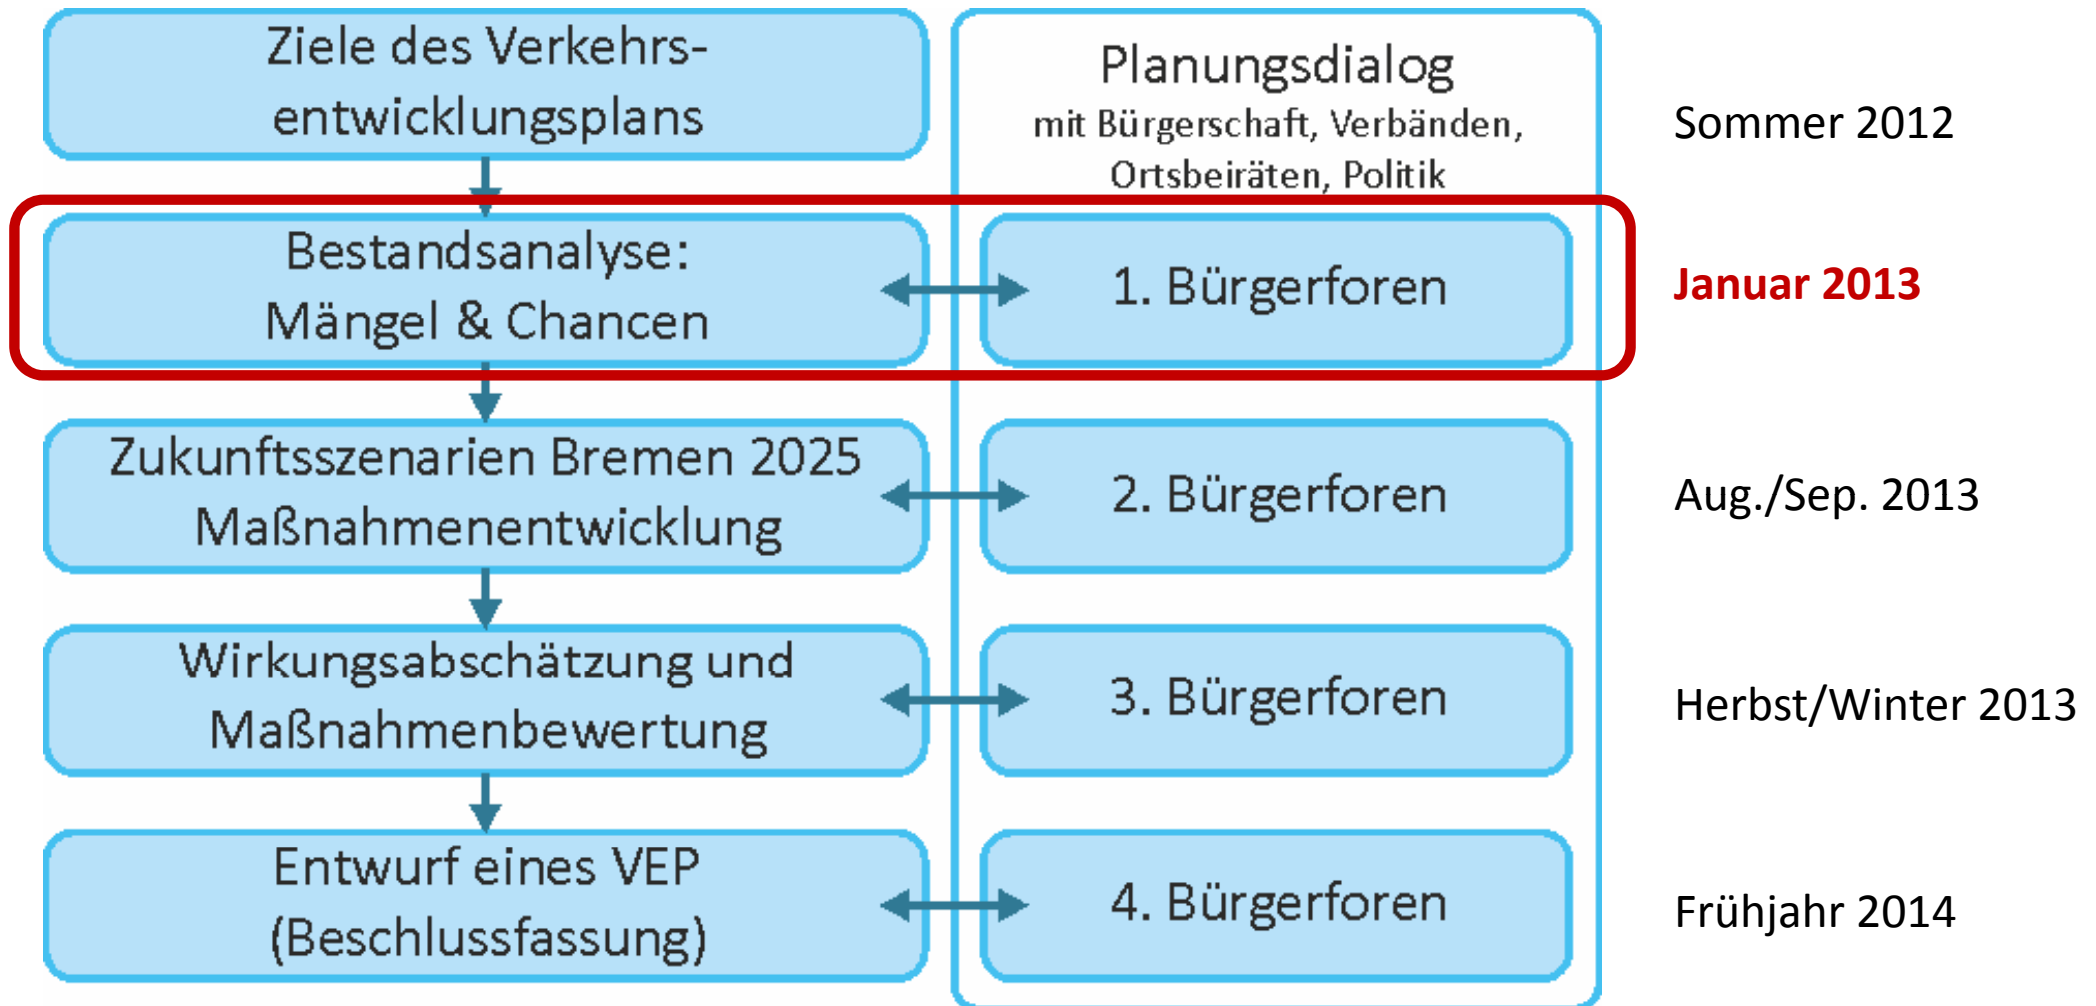 Ziele des Verkehrs-
entwicklungsplans
Planungsdialog
mit Bürgerschaft, Verbänden,
Ortsbeiräten, Politik
Sommer 2012
Bestandsanalyse:
Mängel & Chancen
1. Bürgerforen
Januar 2013
Zukunftsszenarien Bremen 2025
Maßnahmenentwicklung
2. Bürgerforen
Aug./Sep. 2013
Wirkungsabschätzung und
Maßnahmenbewertung
3. Bürgerforen
Herbst/Winter 2013
Entwurf eines VEP
(Beschlussfassung)
4. Bürgerforen
Frühjahr 2014